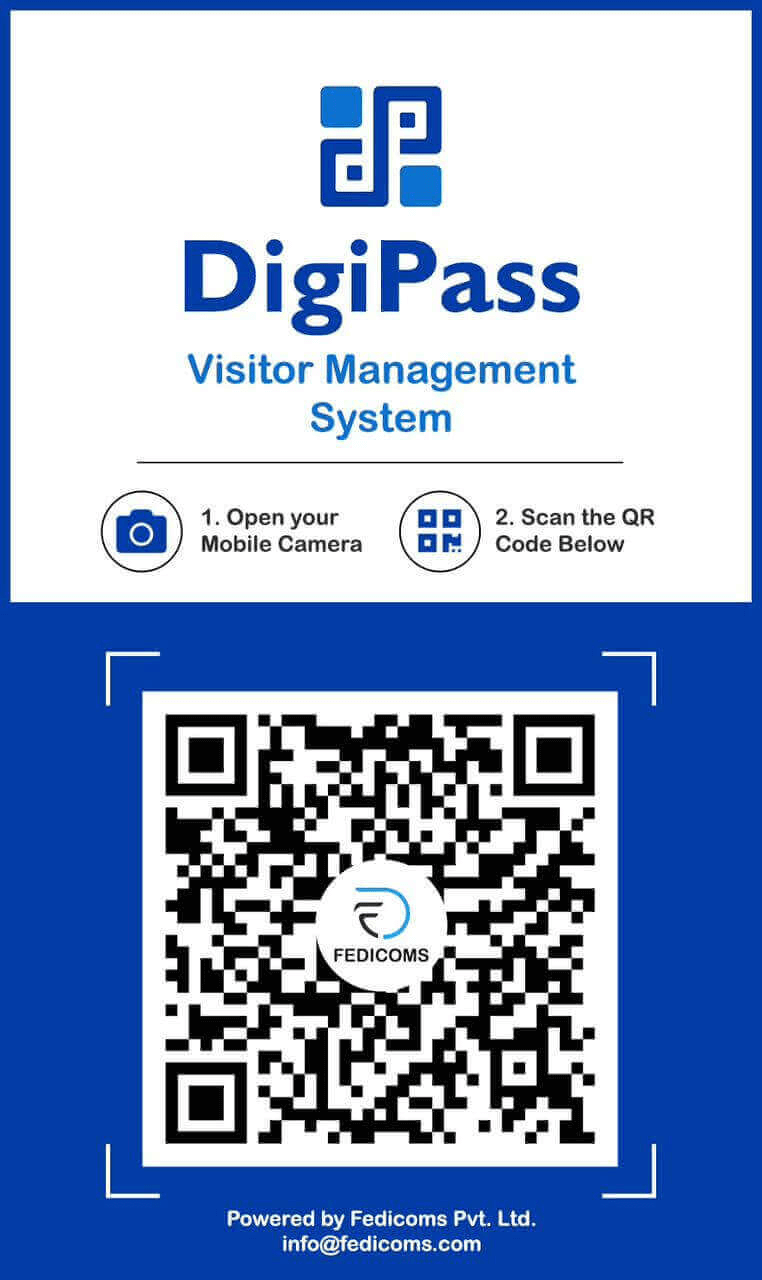 DigiPass
Visitor Management
System
1. Open your
Mobile Camera
2. Scan the QR
Code Below
FEDICOMS
Powered by Fedicoms Pvt. Ltd.
info@fedicoms.com